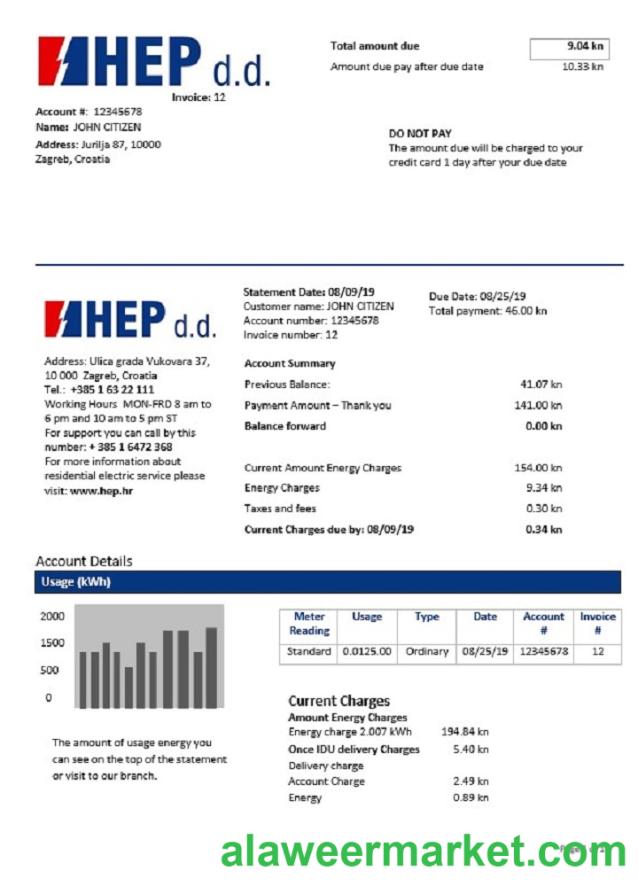 HEP d.d.
Invoice: 12
Total amount due 9.04 kn
Amount due pay after due date 10.33 kn
Account #: 12345678
Name: JOHN CITIZEN
Address: Jurilja 87, 10000
Zagreb, Croatia
DO NOT PAY
The amount due will be charged to your
credit card 1 day after your due date
HEP d.d.
Address: Ulica grada Vukovara 37,
10 000 Zagreb, Croatia
Tel.: +385 1 63 22 111
Working Hours MON-FRD 8 am to
6 pm and 10 am to 5 pm ST
For support you can call by this
number: + 385 1 6472 368
For more information about
residential electric service please
visit: www.hep.hr
Statement Date: 08/09/19
Customer name: JOHN CITIZEN
Account number: 12345678
Invoice number: 12
Due Date: 08/25/19
Total payment: 46.00 kn
Account Summary
Previous Balance: 41.07 kn
Payment Amount – Thank you 141.00 kn
Balance forward 0.00 kn
Current Amount Energy Charges 154.00 kn
Energy Charges 9.34 kn
Taxes and fees 0.30 kn
Current Charges due by: 08/09/19 0.34 kn
Account Details
Usage (kWh)
2000
1500
500
0
The amount of usage energy you
can see on the top of the statement
or visit to our branch.
Meter Reading Usage Type Date Account # Invoice #
Standard 0.0125.00 Ordinary 08/25/19 12345678 12
Current Charges
Amount Energy Charges
Energy charge 2.007 kWh 194.84 kn
Once IDU delivery Charges 5.40 kn
Delivery charge
Account Charge 2.49 kn
Energy 0.89 kn
alaweermarket.com